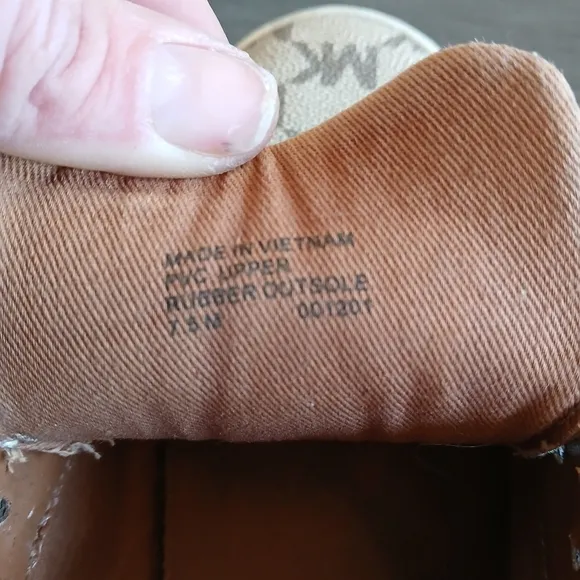 MK
MADE IN VIETNAM
PVC UPPER
RUBBER OUTSOLE
7.5 M 001201